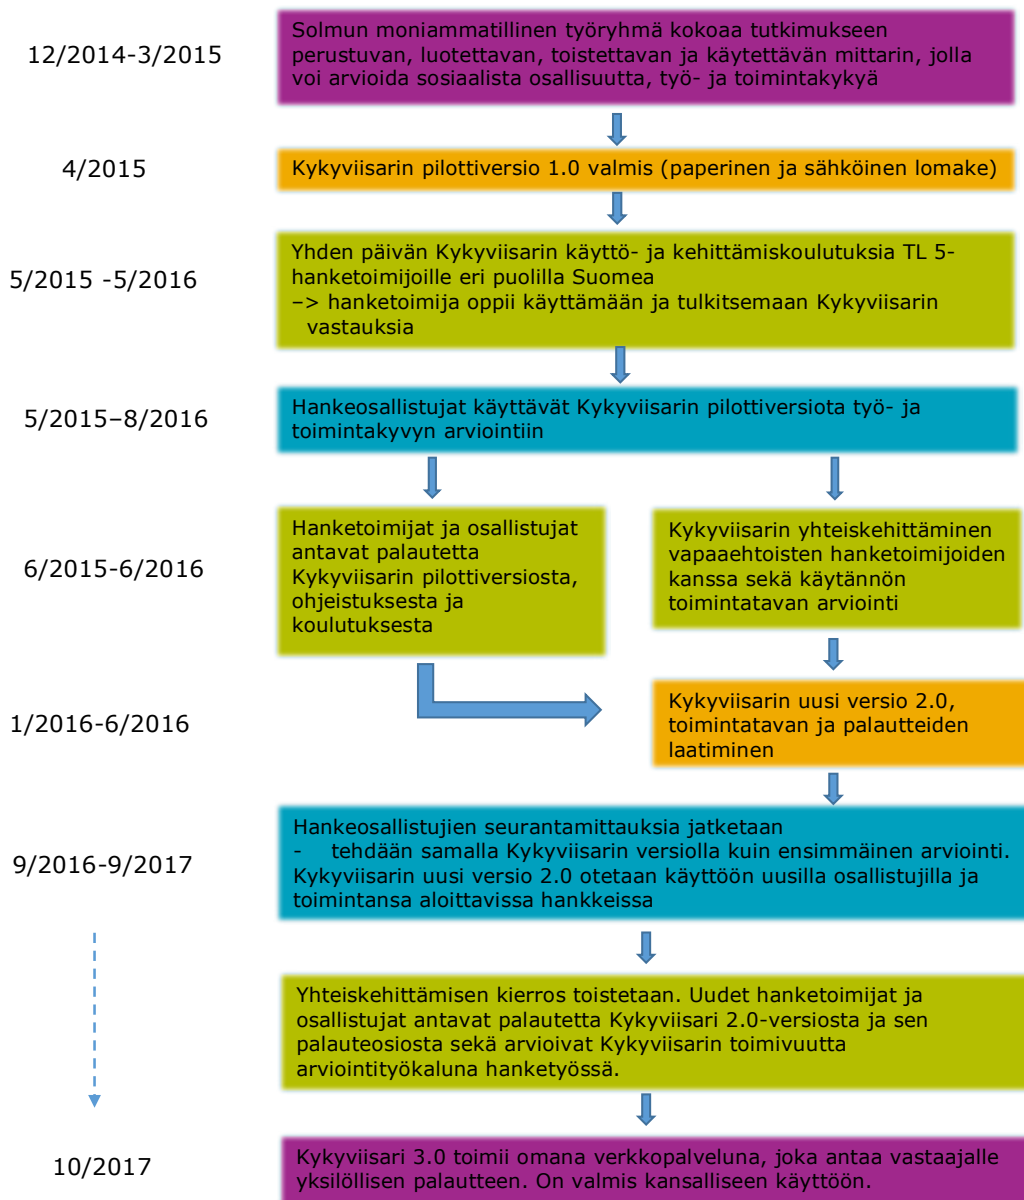 12/2014-3/2015
Solmun moniammatillinen työryhmä kokoaa tutkimukseen
perustuvan, luotettavan, toistettavan ja käytettävän mittarin, jolla
voi arvioida sosiaalista osallisuutta, työ- ja toimintakykyä
4/2015
Kykyviisarin pilottiversio 1.0 valmis (paperinen ja sähköinen lomake)
5/2015 -5/2016
Yhden päivän Kykyviisarin käyttö- ja kehittämiskoulutuksia TL 5-
hanketoimijoille eri puolilla Suomea
–> hanketoimija oppii käyttämään ja tulkitsemaan Kykyviisarin
vastauksia
5/2015–8/2016
Hankeosallistujat käyttävät Kykyviisarin pilottiversiota työ- ja
toimintakyvyn arviointiin
6/2015-6/2016
Hanketoimijat ja osallistujat
antavat palautetta
Kykyviisarin pilottiversiosta,
ohjeistuksesta ja
koulutuksesta
Kykyviisarin yhteiskehittäminen
vapaaehtoisten hanketoimijoiden
kanssa sekä käytännön
toimintatavan arviointi
1/2016-6/2016
Kykyviisarin uusi versio 2.0,
toimintatavan ja palautteiden
laatiminen
9/2016-9/2017
Hankeosallistujien seurantamittauksia jatketaan
- tehdään samalla Kykyviisarin versiolla kuin ensimmäinen arviointi.
Kykyviisarin uusi versio 2.0 otetaan käyttöön uusilla osallistujilla ja
toimintansa aloittavissa hankkeissa
Yhteiskehittämisen kierros toistetaan. Uudet hanketoimijat ja
osallistujat antavat palautetta Kykyviisari 2.0-versiosta ja sen
palauteosiosta sekä arvioivat Kykyviisarin toimivuutta
arviointityökaluna hanketyössä.
10/2017
Kykyviisari 3.0 toimii omana verkkopalveluna, joka antaa vastaajalle
yksilöllisen palautteen. On valmis kansalliseen käyttöön.